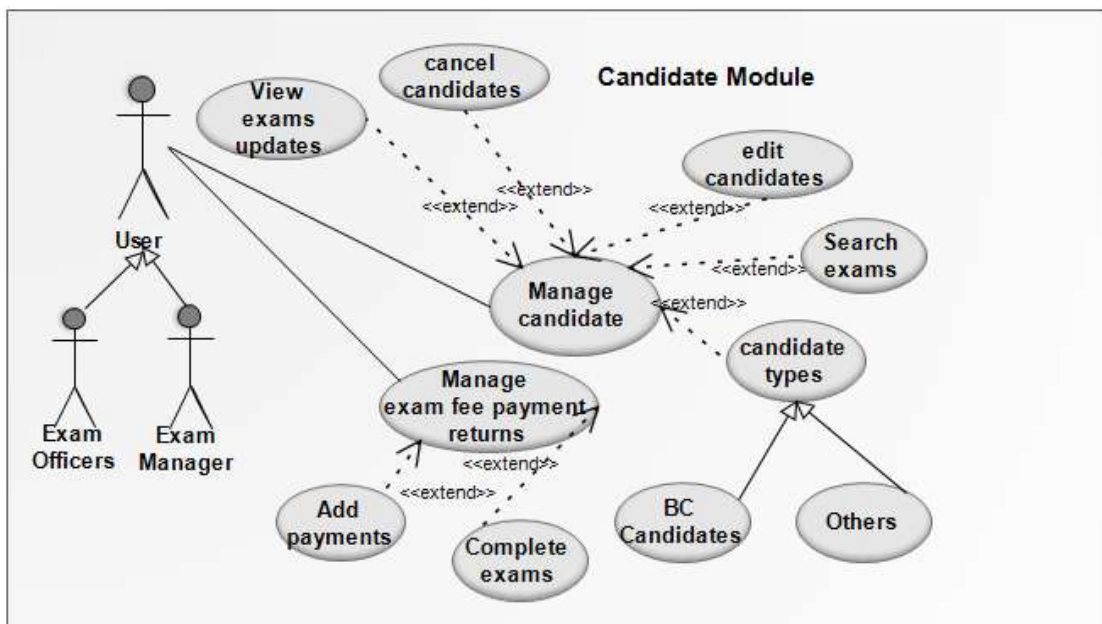 cancel
candidates
Candidate Module
View
exams
updates
edit
candidates
<<extend>>
<<extend>>
<<extend>>
User
Search
exams
<<extend>>
Manage
candidate
<<extend>>
candidate
types
Manage
exam fee payment
returns
Exam
Officers
Exam
Manager
<<extend>>
<<extend>>
Add
payments
Complete
exams
BC
Candidates
Others